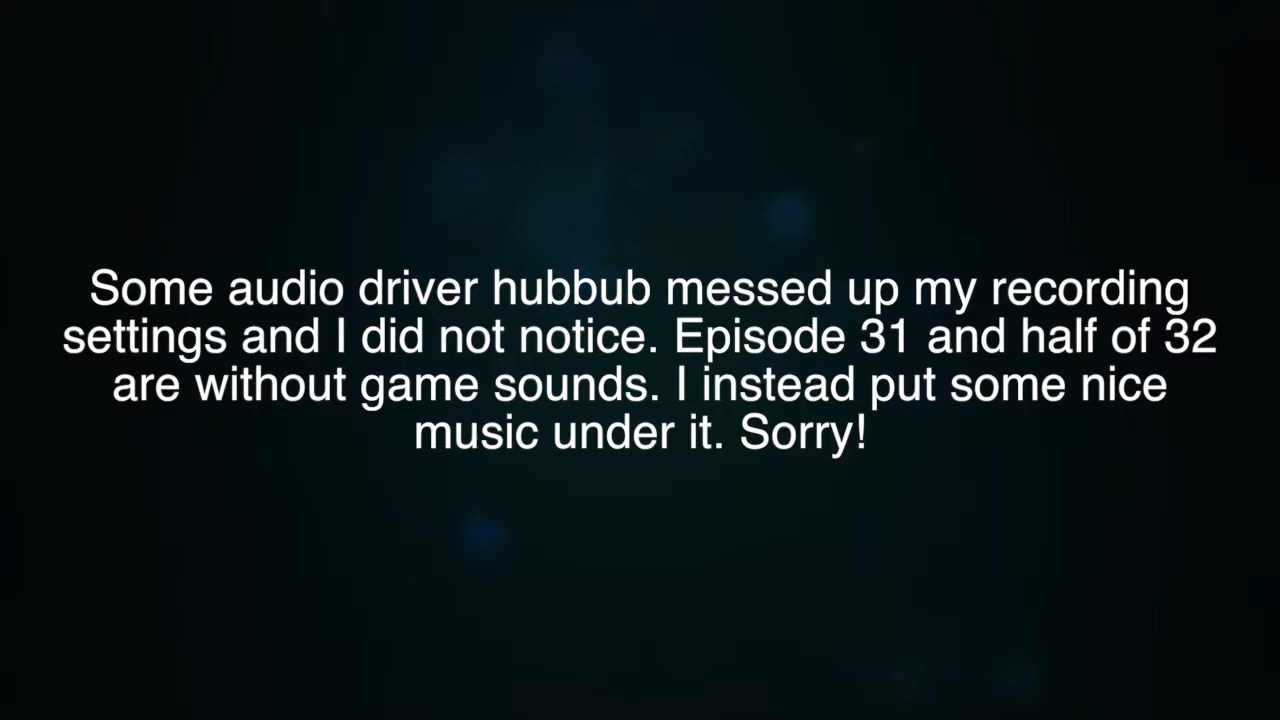 Some audio driver hubbub messed up my recording
settings and I did not notice. Episode 31 and half of 32
are without game sounds. I instead put some nice
music under it. Sorry!